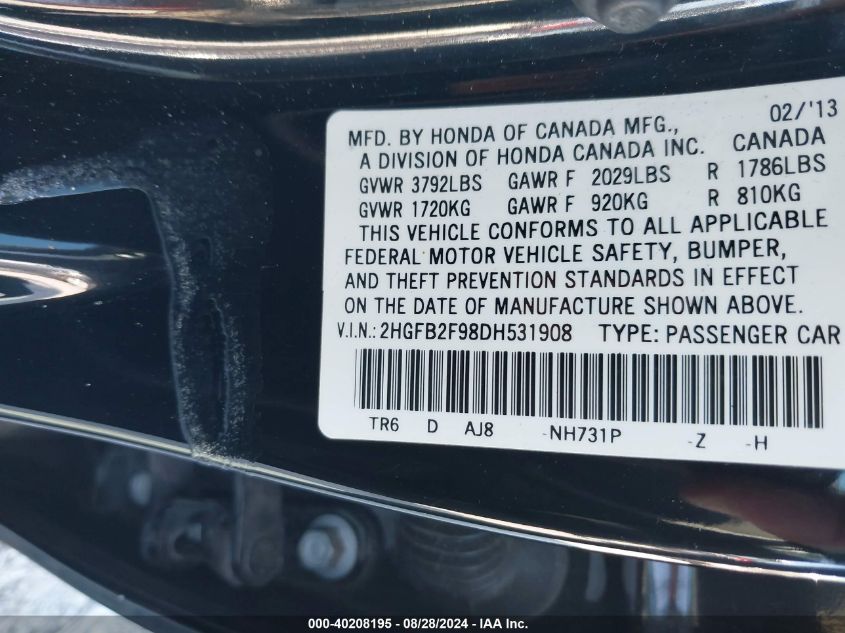 02/'13
MFD. BY HONDA OF CANADA MFG.,
A DIVISION OF HONDA CANADA INC. CANADA
GVWR 3792LBS GAWR F 2029LBS R 1786LBS
GVWR 1720KG GAWR F 920KG R 810KG
THIS VEHICLE CONFORMS TO ALL APPLICABLE
FEDERAL MOTOR VEHICLE SAFETY, BUMPER,
AND THEFT PREVENTION STANDARDS IN EFFECT
ON THE DATE OF MANUFACTURE SHOWN ABOVE.
V.I.N.: 2HGFB2F98DH531908 TYPE: PASSENGER CAR
TR6 D AJ8 -NH731P -Z -H
000-40208195 - 08/28/2024 - IAA Inc.